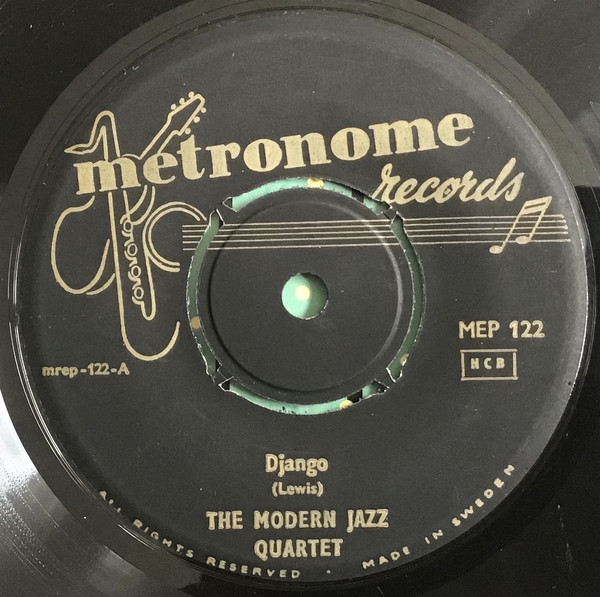 metronome
records
MEP 122
NCB
mrep-122-A
Django
(Lewis)
THE MODERN JAZZ
QUARTET
ALL RIGHTS RESERVED · MADE IN SWEDEN